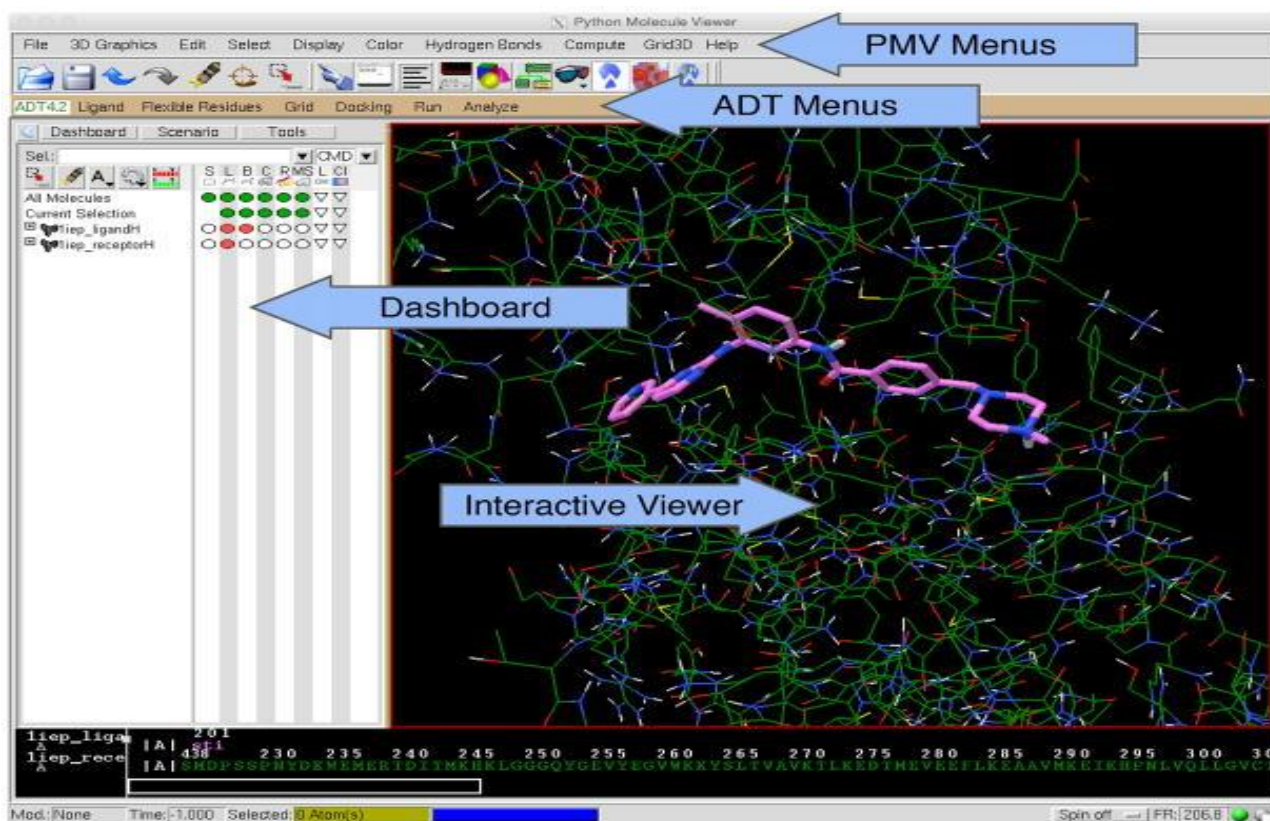 Python Molecule Viewer
File 3D Graphics Edit Select Display Color Hydrogen Bonds Compute Grid3D Help
PMV Menus
ADT4.2 Ligand Flexible Residues Grid Docking Run Analyze
ADT Menus
Dashboard Scenario Tools
Sel.: CMD
A S L B C R MS L Cl
All Molecules
Current Selection
1iep_ligandH
1iep_receptorH
Dashboard
Interactive Viewer
201
1iep_liga |A| sti
438 230 235 240 245 250 255 260 265 270 275 280 285 290 295 300
1iep_rece |A|
Mod.: None Time: -1.000 Selected: 0 Atom(s) Spin off FR: 206.8